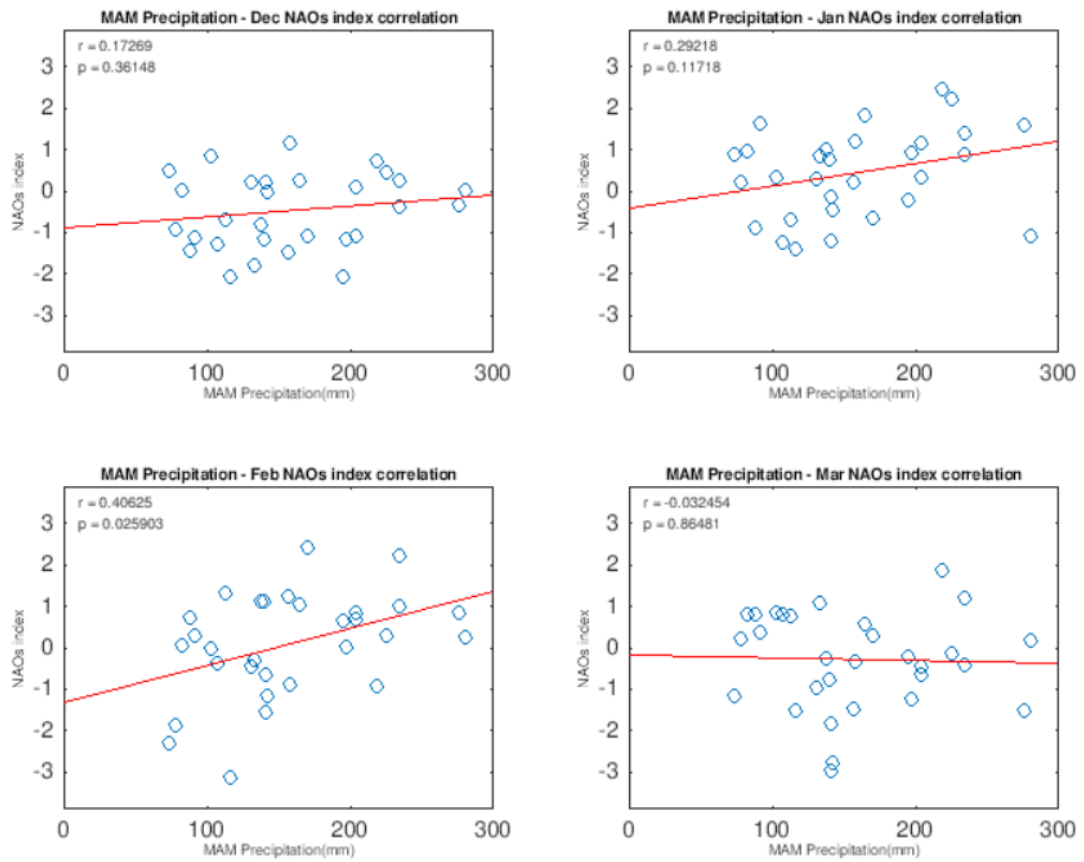 MAM Precipitation - Dec NAOs index correlation
r = 0.17269
p = 0.36148
3
2
1
0
-1
-2
-3
NAOs index
0 100 200 300
MAM Precipitation(mm)
MAM Precipitation - Jan NAOs index correlation
r = 0.29218
p = 0.11718
3
2
1
0
-1
-2
-3
NAOs index
0 100 200 300
MAM Precipitation(mm)
MAM Precipitation - Feb NAOs index correlation
r = 0.40625
p = 0.025903
3
2
1
0
-1
-2
-3
NAOs index
0 100 200 300
MAM Precipitation(mm)
MAM Precipitation - Mar NAOs index correlation
r = -0.032454
p = 0.86481
3
2
1
0
-1
-2
-3
NAOs index
0 100 200 300
MAM Precipitation(mm)